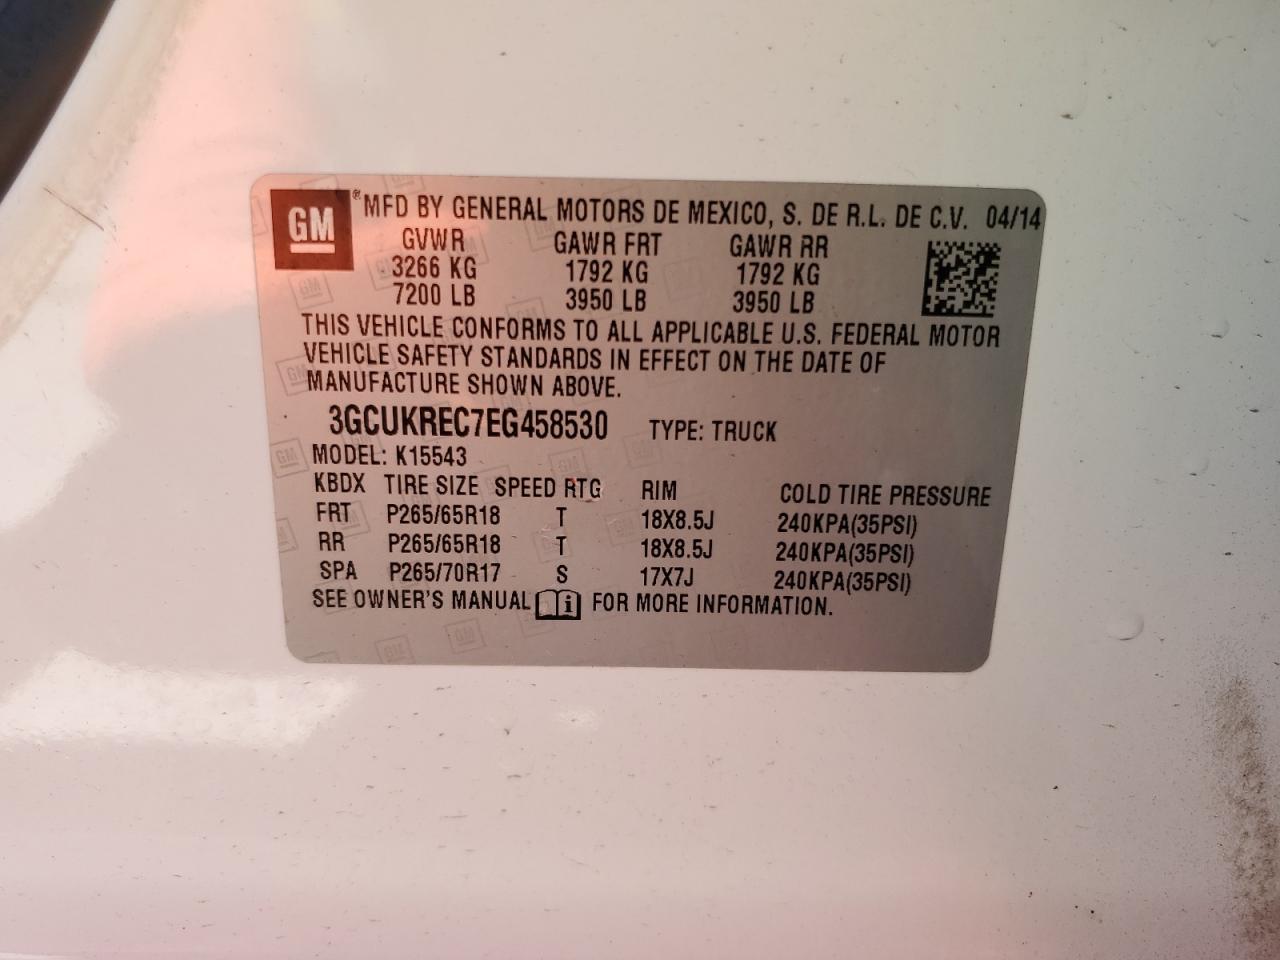 GM ® MFD BY GENERAL MOTORS DE MEXICO, S. DE R.L. DE C.V. 04/14
GVWR GAWR FRT GAWR RR
3266 KG 1792 KG 1792 KG
7200 LB 3950 LB 3950 LB
THIS VEHICLE CONFORMS TO ALL APPLICABLE U.S. FEDERAL MOTOR
VEHICLE SAFETY STANDARDS IN EFFECT ON THE DATE OF
MANUFACTURE SHOWN ABOVE.
3GCUKREC7EG458530 TYPE: TRUCK
MODEL: K15543
KBDX TIRE SIZE SPEED RTG RIM COLD TIRE PRESSURE
FRT P265/65R18 T 18X8.5J 240KPA(35PSI)
RR P265/65R18 T 18X8.5J 240KPA(35PSI)
SPA P265/70R17 S 17X7J 240KPA(35PSI)
SEE OWNER'S MANUAL i FOR MORE INFORMATION.